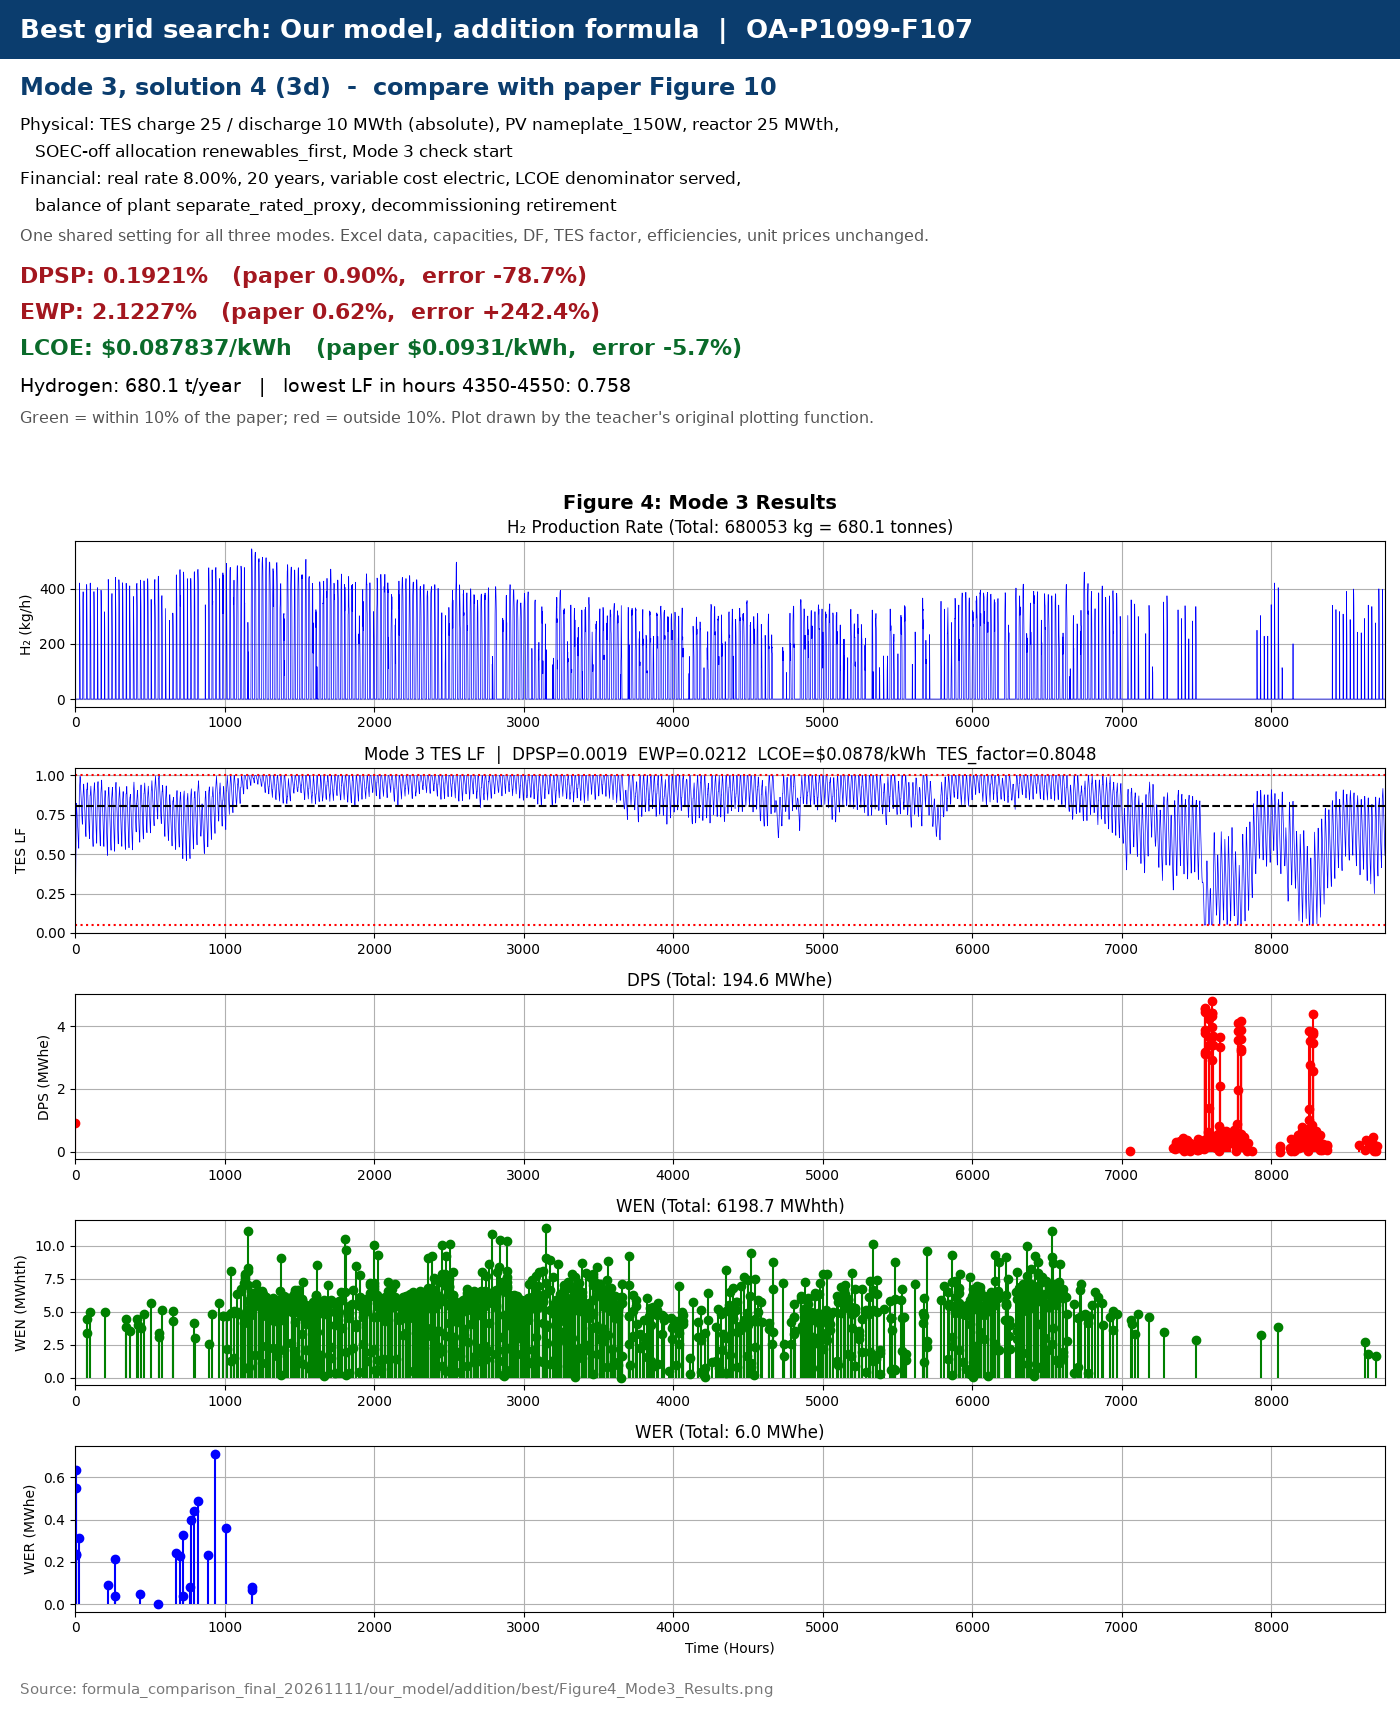 Best grid search: Our model, addition formula | OA-P1099-F107
Mode 3, solution 4 (3d) - compare with paper Figure 10
Physical: TES charge 25 / discharge 10 MWth (absolute), PV nameplate_150W, reactor 25 MWth,
SOEC-off allocation renewables_first, Mode 3 check start
Financial: real rate 8.00%, 20 years, variable cost electric, LCOE denominator served,
balance of plant separate_rated_proxy, decommissioning retirement
One shared setting for all three modes. Excel data, capacities, DF, TES factor, efficiencies, unit prices unchanged.
DPSP: 0.1921% (paper 0.90%, error -78.7%)
EWP: 2.1227% (paper 0.62%, error +242.4%)
LCOE: $0.087837/kWh (paper $0.0931/kWh, error -5.7%)
Hydrogen: 680.1 t/year | lowest LF in hours 4350-4550: 0.758
Green = within 10% of the paper; red = outside 10%. Plot drawn by the teacher's original plotting function.
Figure 4: Mode 3 Results
H₂ Production Rate (Total: 680053 kg = 680.1 tonnes)
H₂ (kg/h)
400
200
0
0 1000 2000 3000 4000 5000 6000 7000 8000
Mode 3 TES LF | DPSP=0.0019 EWP=0.0212 LCOE=$0.0878/kWh TES_factor=0.8048
TES LF
1.00
0.75
0.50
0.25
0.00
0 1000 2000 3000 4000 5000 6000 7000 8000
DPS (Total: 194.6 MWhe)
DPS (MWhe)
4
2
0
0 1000 2000 3000 4000 5000 6000 7000 8000
WEN (Total: 6198.7 MWhth)
WEN (MWhth)
10.0
7.5
5.0
2.5
0.0
0 1000 2000 3000 4000 5000 6000 7000 8000
WER (Total: 6.0 MWhe)
WER (MWhe)
0.6
0.4
0.2
0.0
0 1000 2000 3000 4000 5000 6000 7000 8000
Time (Hours)
Source: formula_comparison_final_20261111/our_model/addition/best/Figure4_Mode3_Results.png